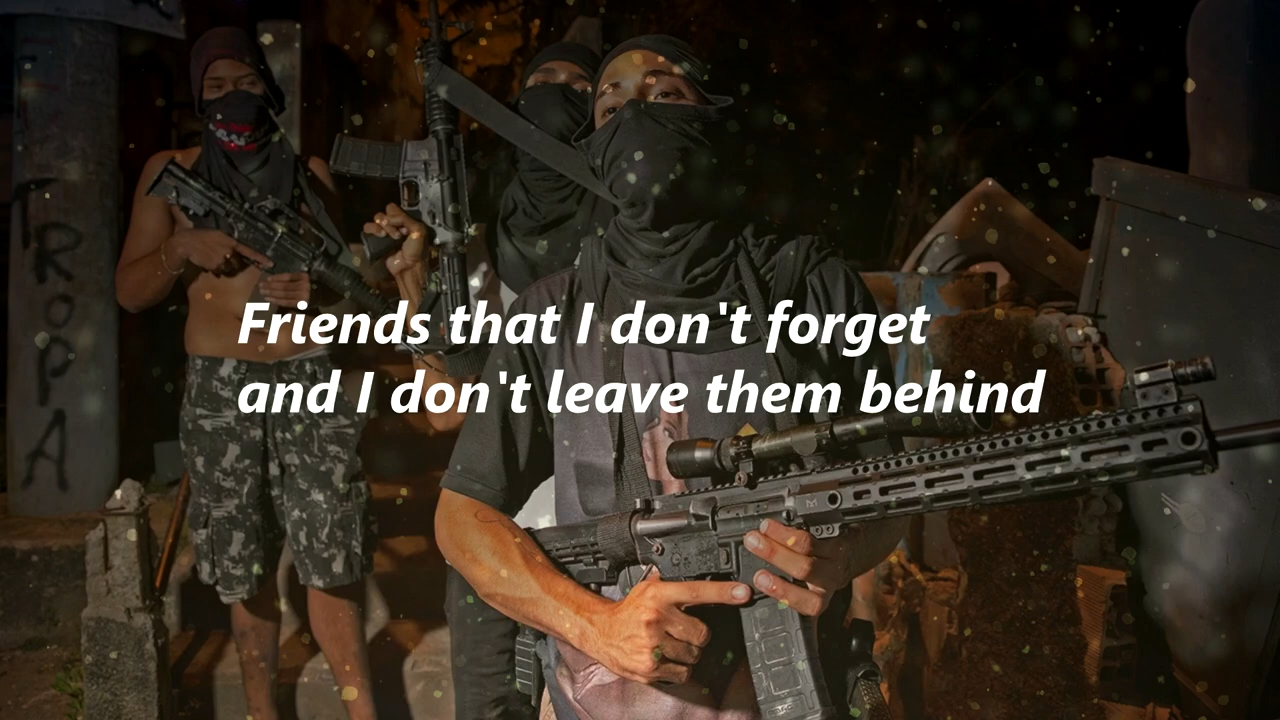 Friends that I don't forget
and I don't leave them behind
TROPA